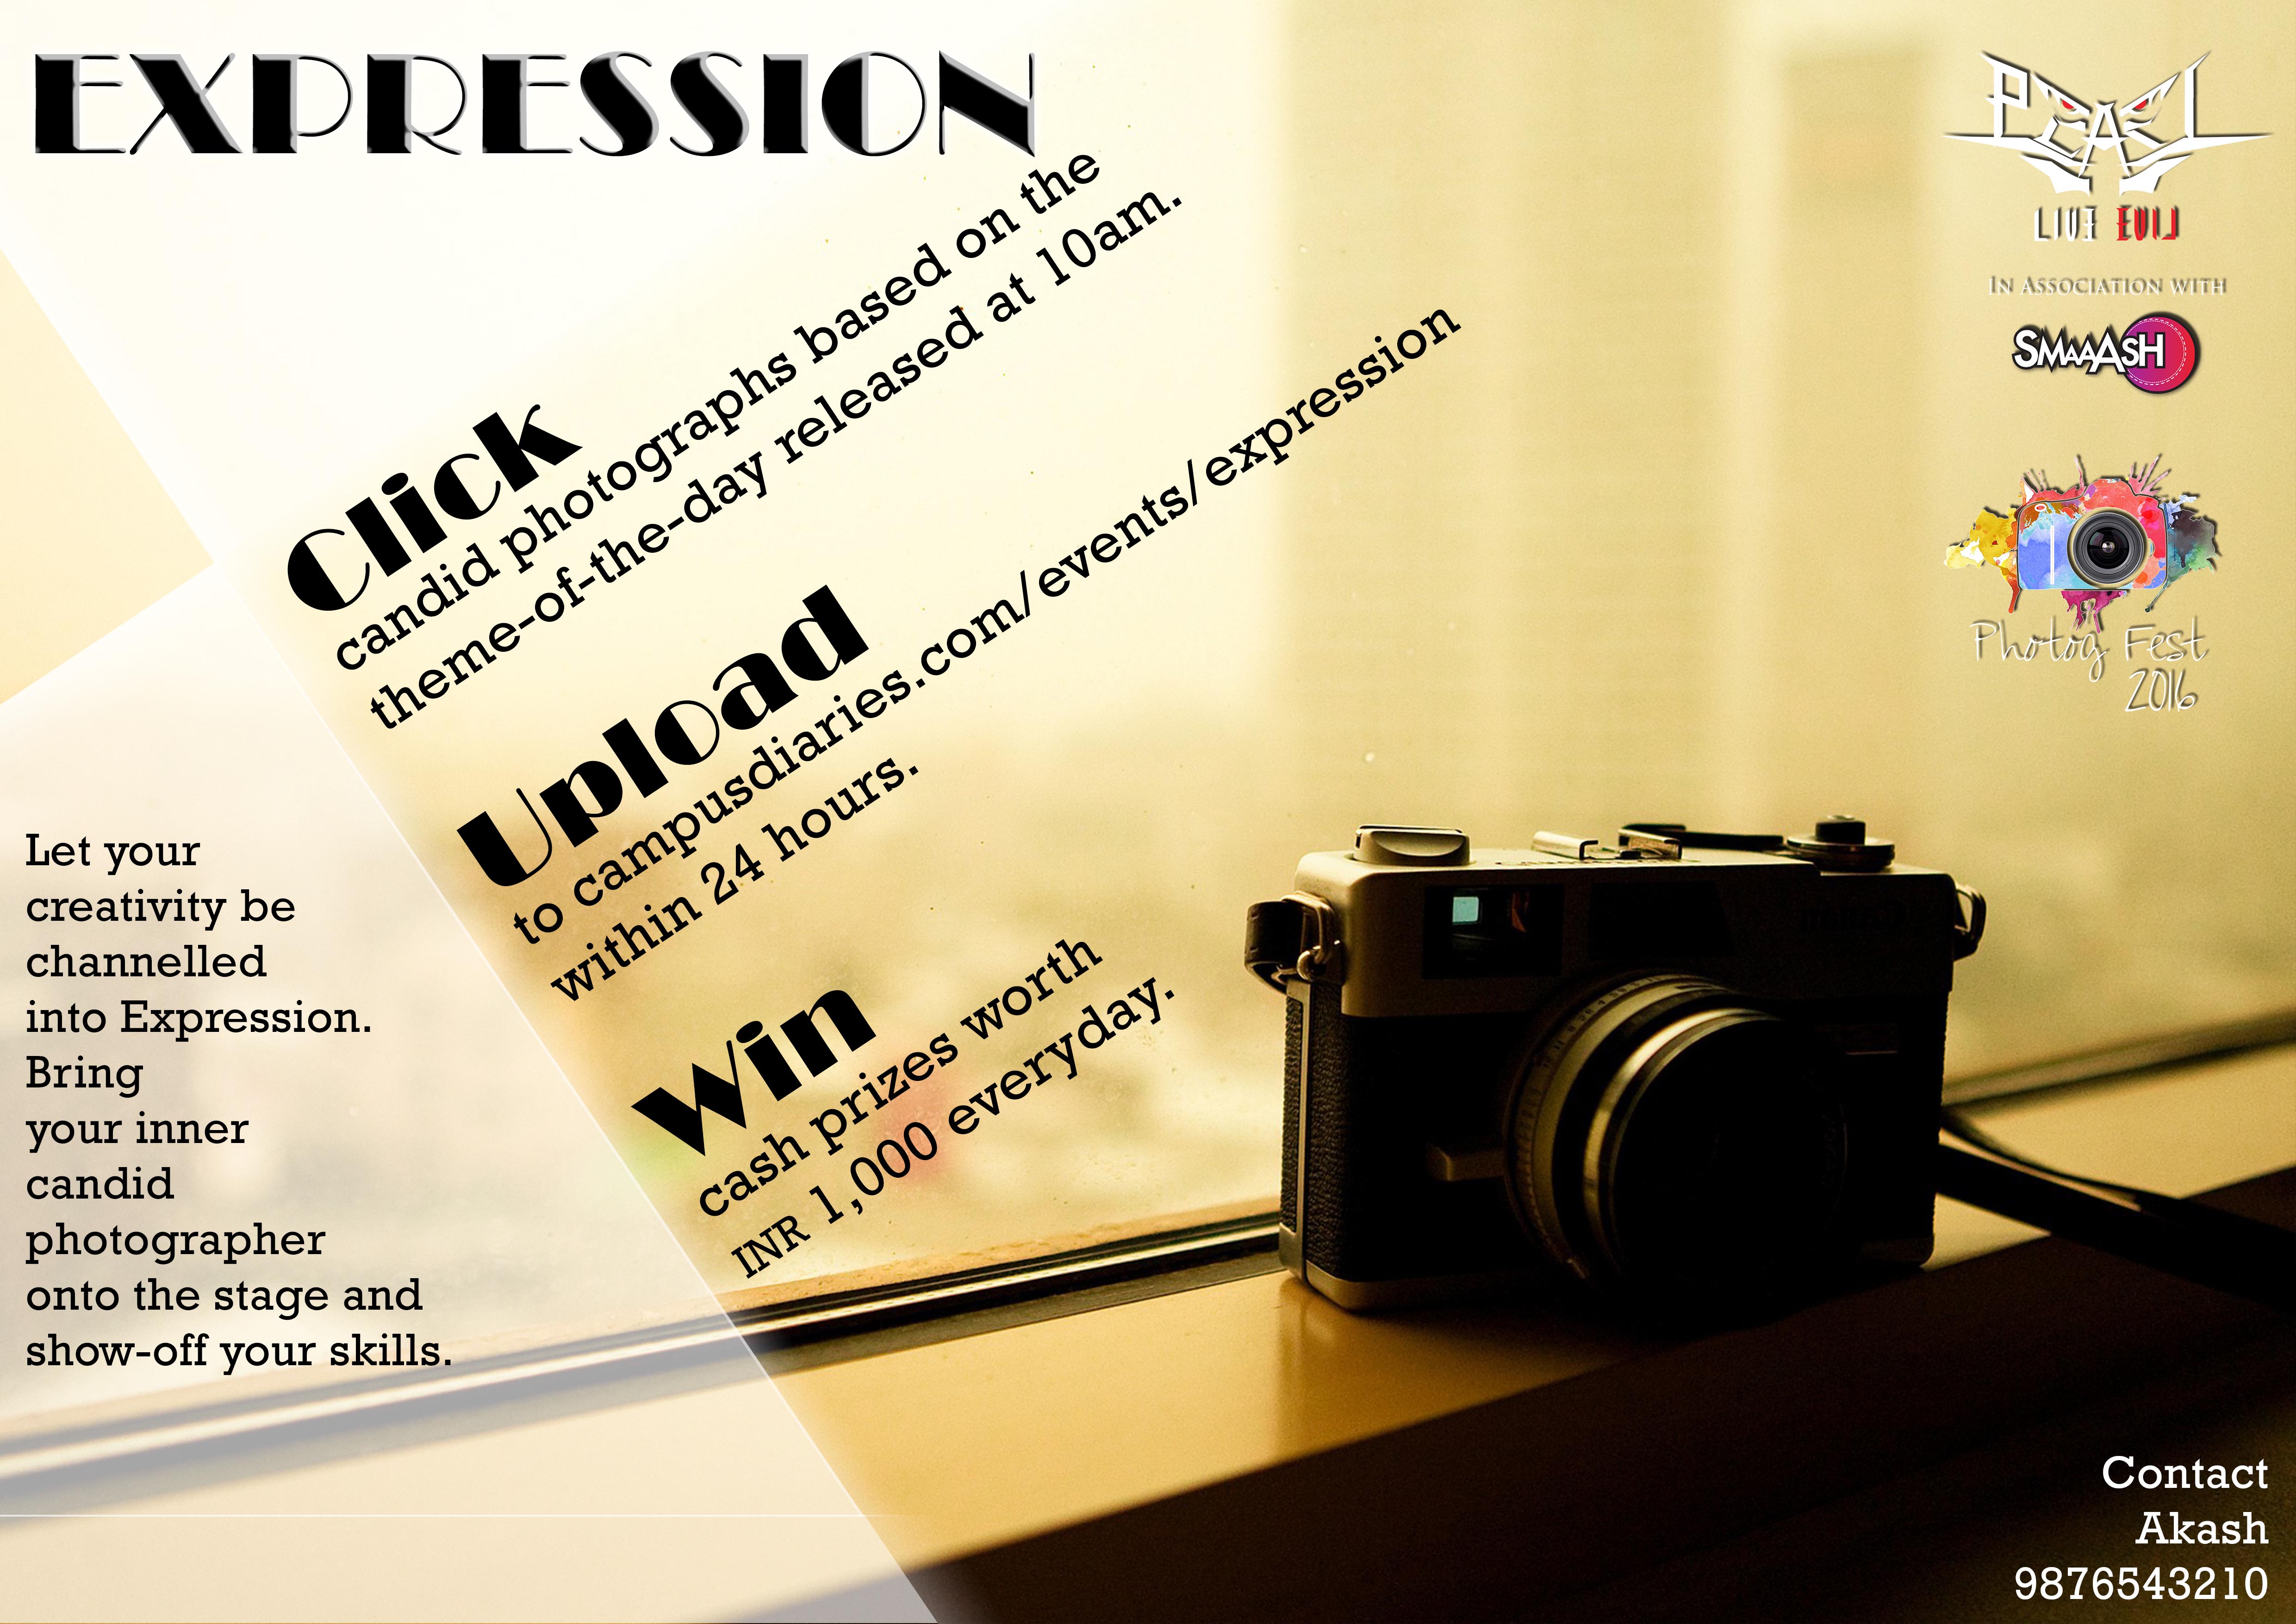 EXPRESSION
Click
candid photographs based on the
theme-of-the-day released at 10am.
Upload
to campusdiaries.com/events/expression
within 24 hours.
Win
cash prizes worth
INR 1,000 everyday.
Let your
creativity be
channelled
into Expression.
Bring
your inner
candid
photographer
onto the stage and
show-off your skills.
PEARL
LIVE EVIL
IN ASSOCIATION WITH
SMAAASH
Photog Fest
2016
Contact
Akash
9876543210